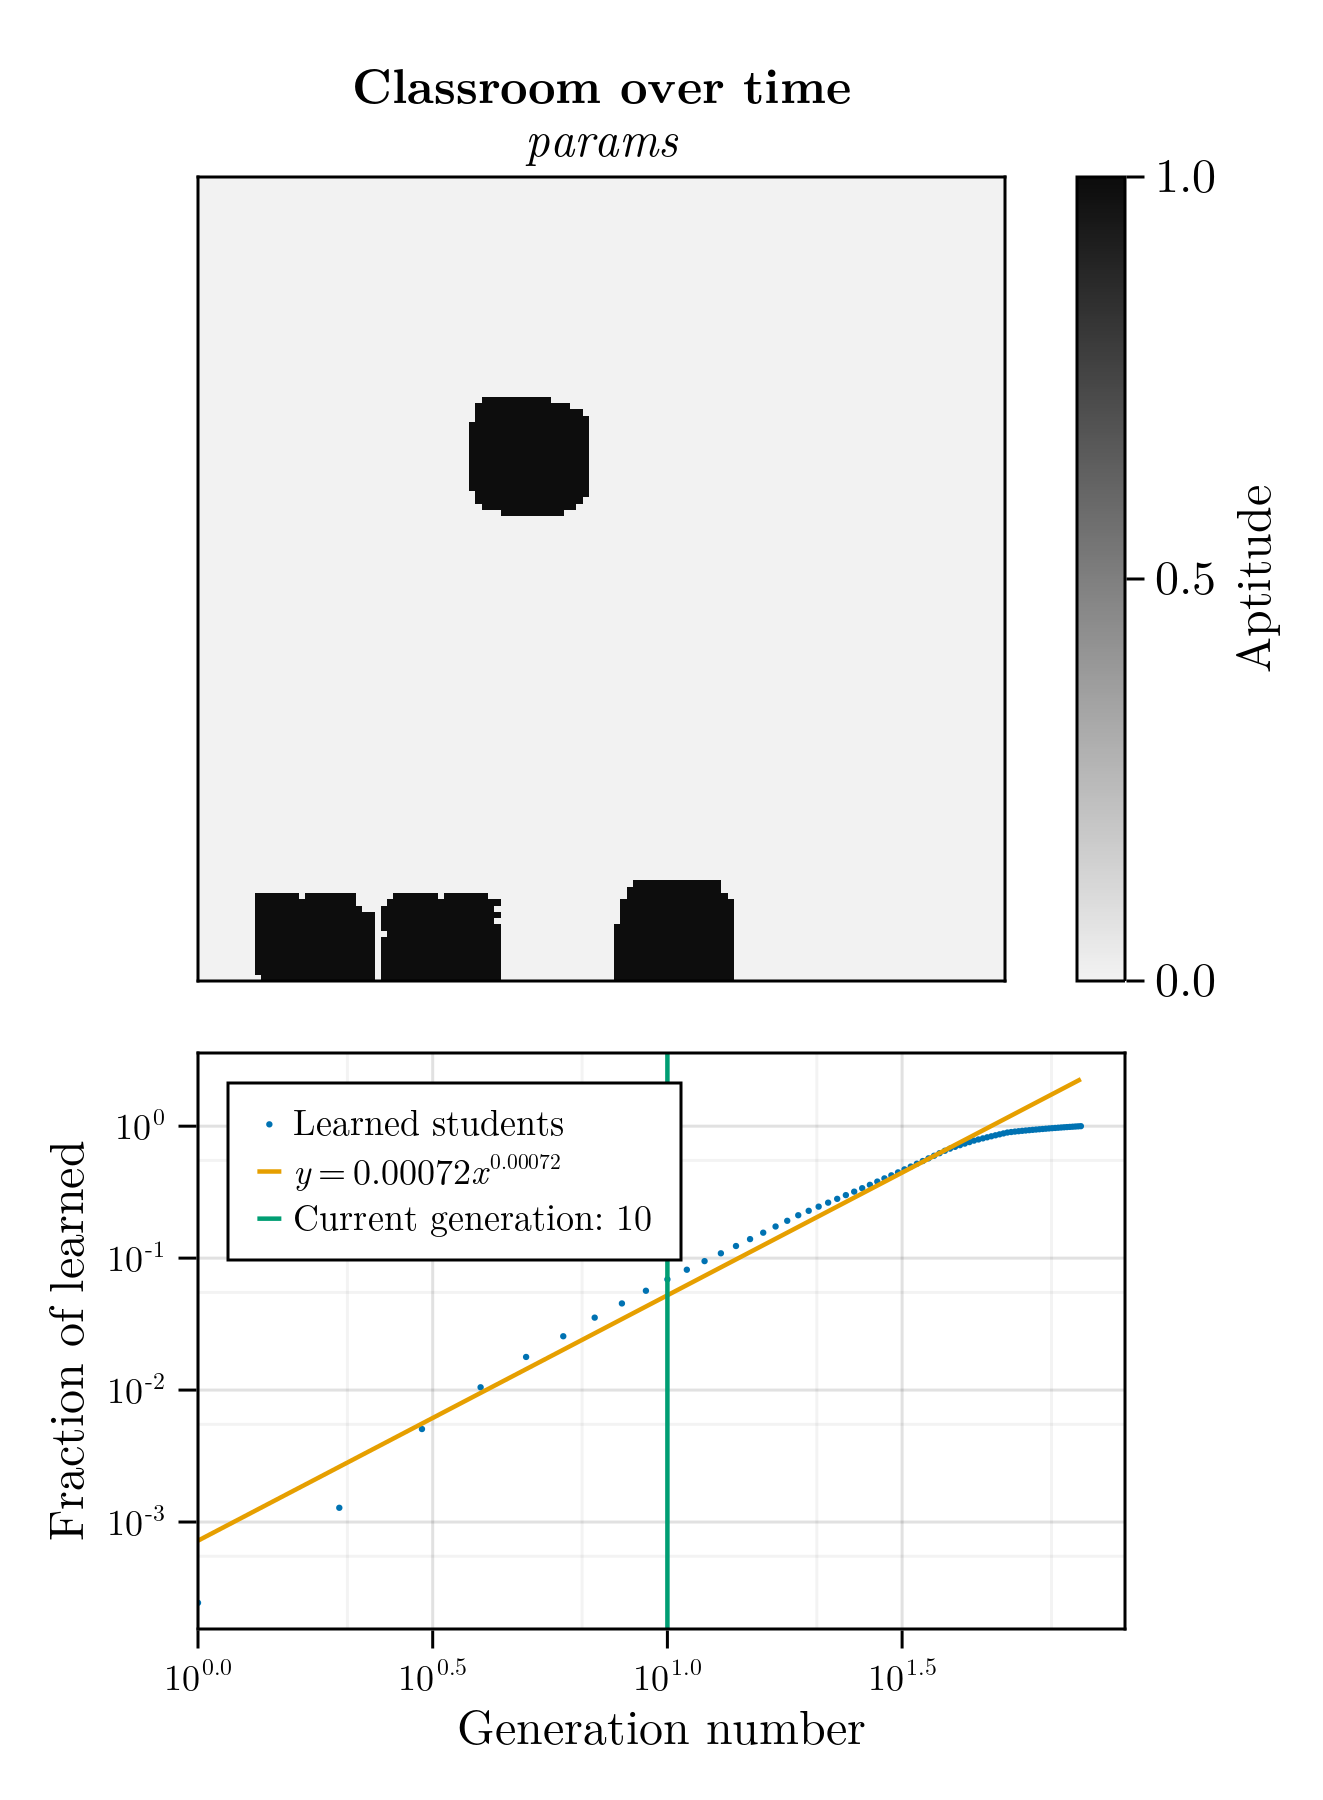 Classroom over time
params
1.0
0.5
0.0
Aptitude
Learned students
y = 0.00072x^0.00072
Current generation: 10
10^0
10^-1
10^-2
10^-3
Fraction of learned
10^0.0 10^0.5 10^1.0 10^1.5
Generation number